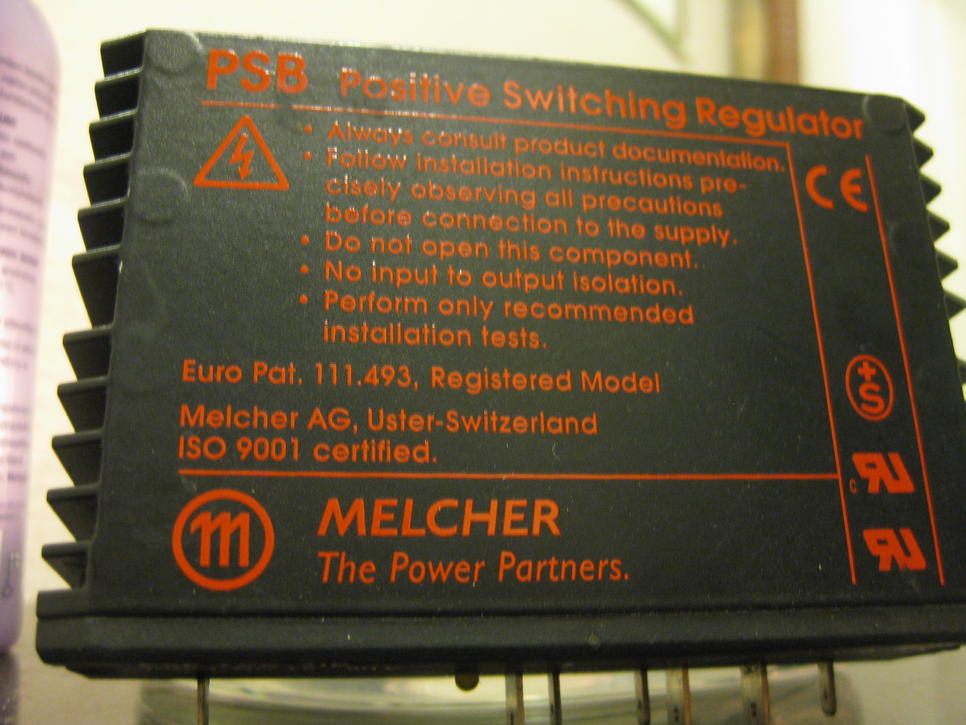 PSB Positive Switching Regulator
• Always consult product documentation.
• Follow installation instructions pre-
cisely observing all precautions
before connection to the supply.
• Do not open this component.
• No input to output isolation.
• Perform only recommended
installation tests.
CE
Euro Pat. 111.493, Registered Model
Melcher AG, Uster-Switzerland
ISO 9001 certified.
+S
c RU
RU
m MELCHER
The Power Partners.